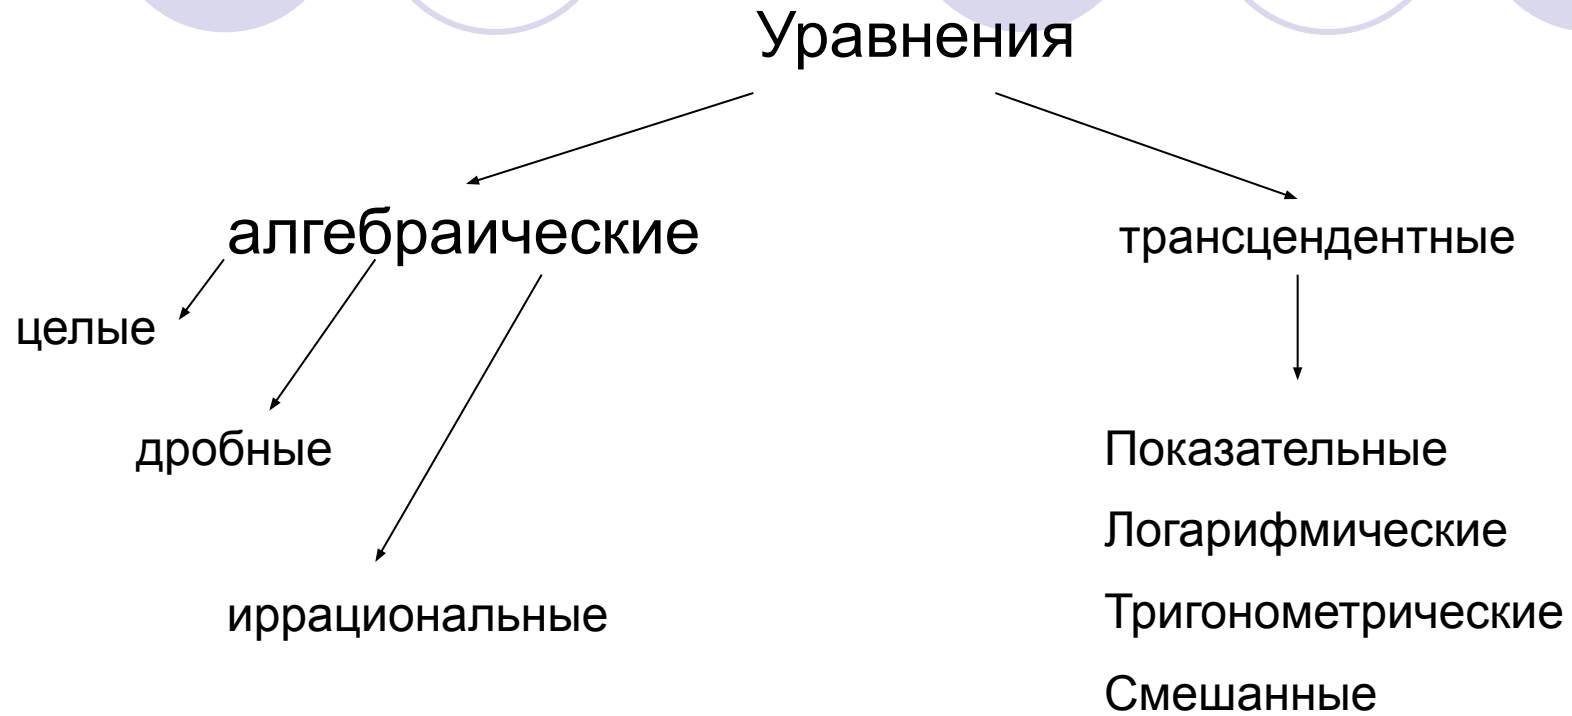 Уравнения
алгебраические
трансцендентные
целые
дробные
иррациональные
Показательные
Логарифмические
Тригонометрические
Смешанные